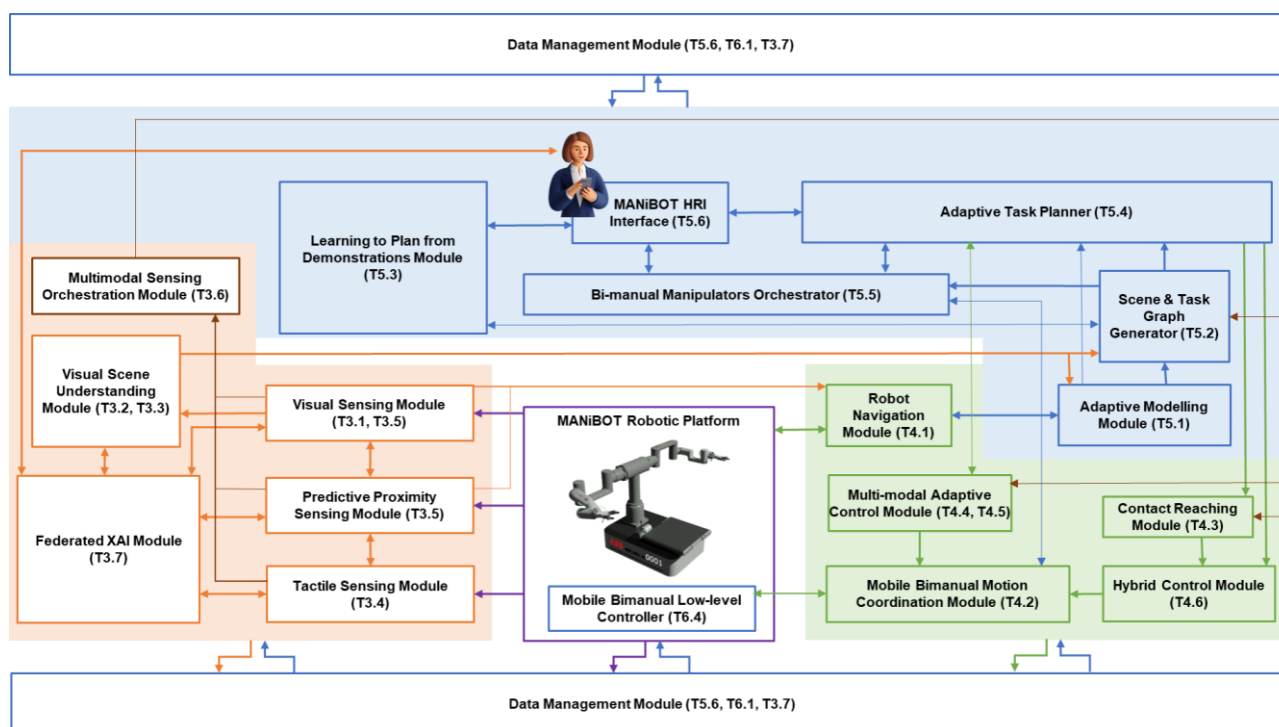 Data Management Module (T5.6, T6.1, T3.7)
MANiBOT HRI
Interface (T5.6)
Adaptive Task Planner (T5.4)
Learning to Plan from
Demonstrations Module
(T5.3)
Multimodal Sensing
Orchestration Module (T3.6)
Bi-manual Manipulators Orchestrator (T5.5)
Scene & Task
Graph
Generator (T5.2)
Visual Scene
Understanding
Module (T3.2, T3.3)
Visual Sensing Module
(T3.1, T3.5)
MANiBOT Robotic Platform
Robot
Navigation
Module (T4.1)
Adaptive Modelling
Module (T5.1)
Federated XAI Module
(T3.7)
Predictive Proximity
Sensing Module (T3.5)
Multi-modal Adaptive
Control Module (T4.4, T4.5)
Contact Reaching
Module (T4.3)
ABB
0001
Tactile Sensing Module
(T3.4)
Mobile Bimanual Low-level
Controller (T6.4)
Mobile Bimanual Motion
Coordination Module (T4.2)
Hybrid Control Module
(T4.6)
Data Management Module (T5.6, T6.1, T3.7)